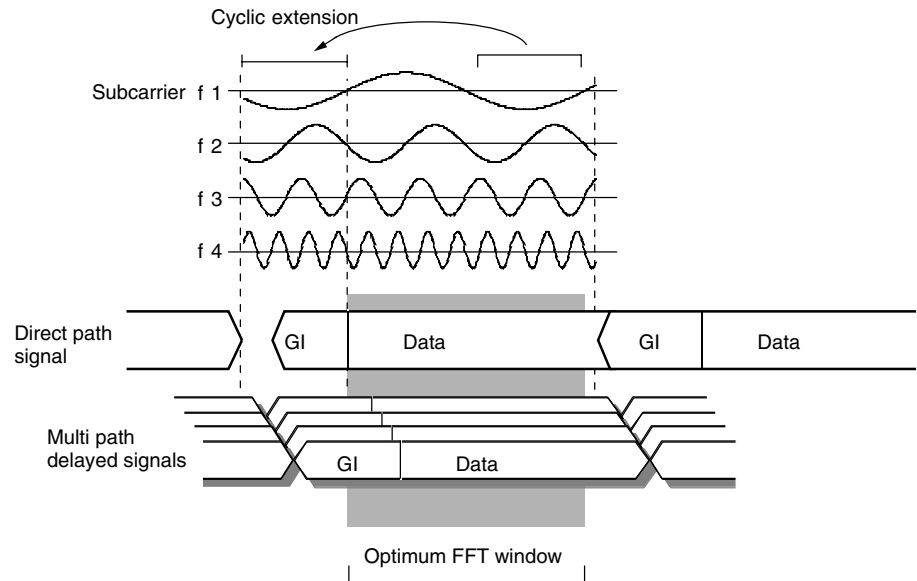 Cyclic extension
Subcarrier f 1
f 2
f 3
f 4
Direct path
signal
GI
Data
GI
Data
Multi path
delayed signals
GI
Data
Optimum FFT window